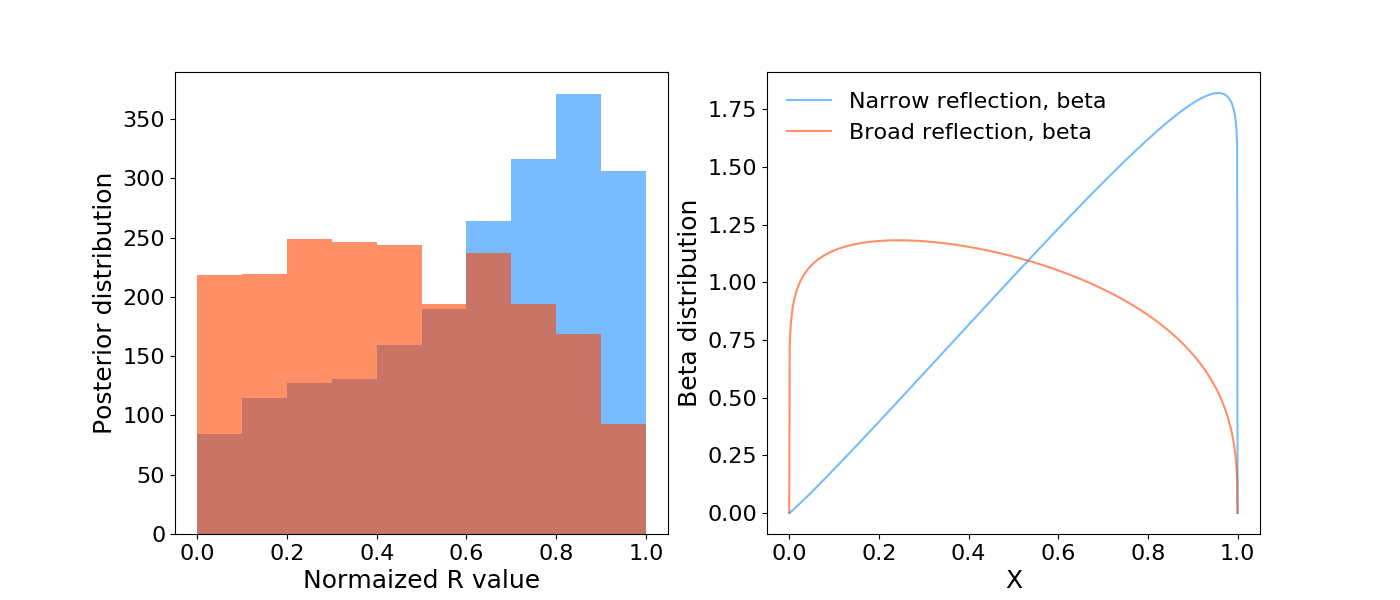 Posterior distribution
350
300
250
200
150
100
50
0
0.0 0.2 0.4 0.6 0.8 1.0
Normaized R value
Beta distribution
1.75
1.50
1.25
1.00
0.75
0.50
0.25
0.00
Narrow reflection, beta
Broad reflection, beta
0.0 0.2 0.4 0.6 0.8 1.0
X